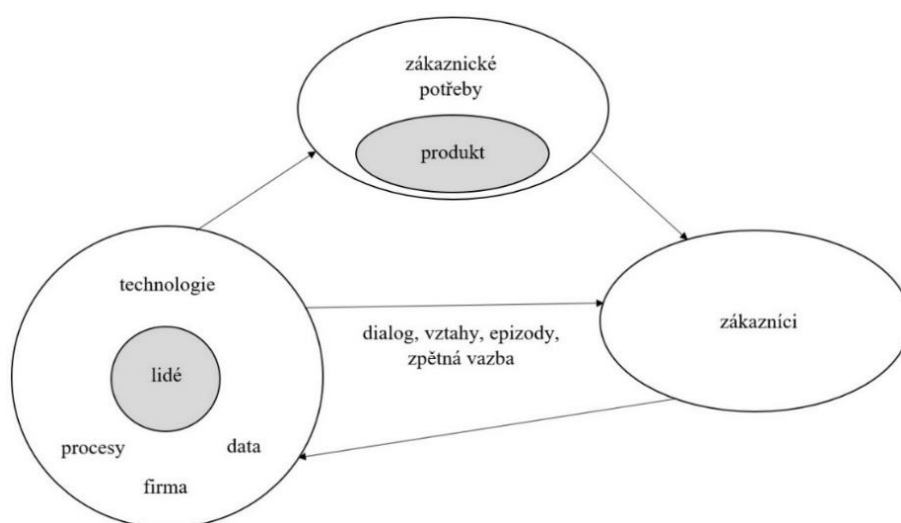 zákaznické
potřeby
produkt
technologie
lidé
procesy
data
firma
dialog, vztahy, epizody,
zpětná vazba
zákazníci